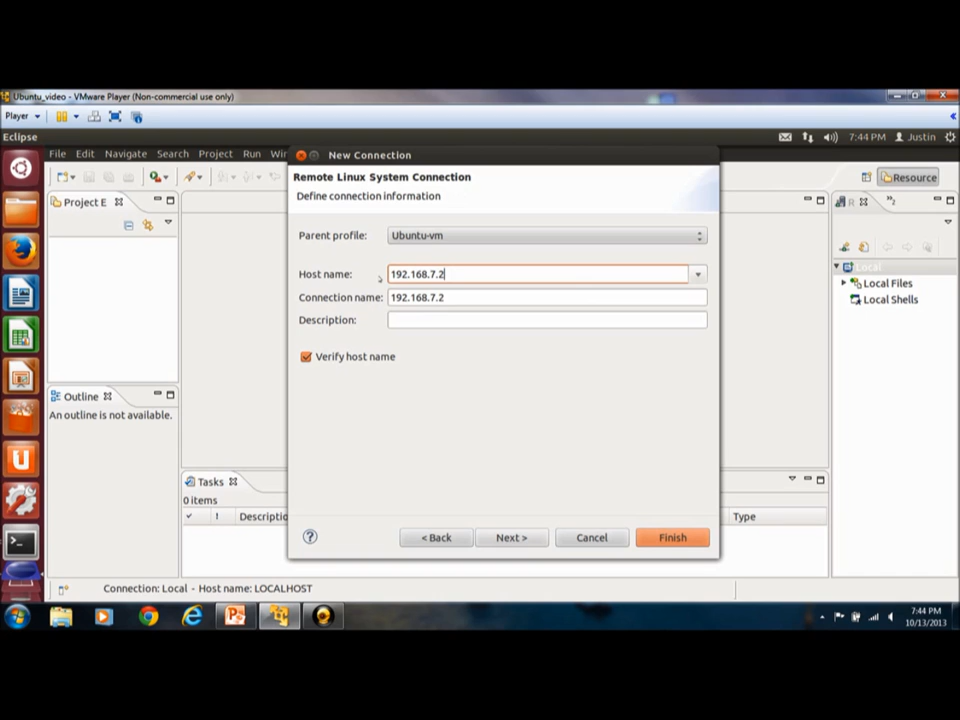 Ubuntu_video - VMware Player (Non-commercial use only)
Player
Eclipse
7:44 PM Justin
File Edit Navigate Search Project Run
New Connection
Remote Linux System Connection
Define connection information
Resource
Project E
Parent profile: Ubuntu-vm
Host name: 192.168.7.2
Connection name: 192.168.7.2
Description:
Verify host name
Local
Local Files
Local Shells
Outline
An outline is not available.
Tasks
0 items
! Type
? < Back Next > Cancel Finish
Connection: Local - Host name: LOCALHOST
7:44 PM
10/13/2013